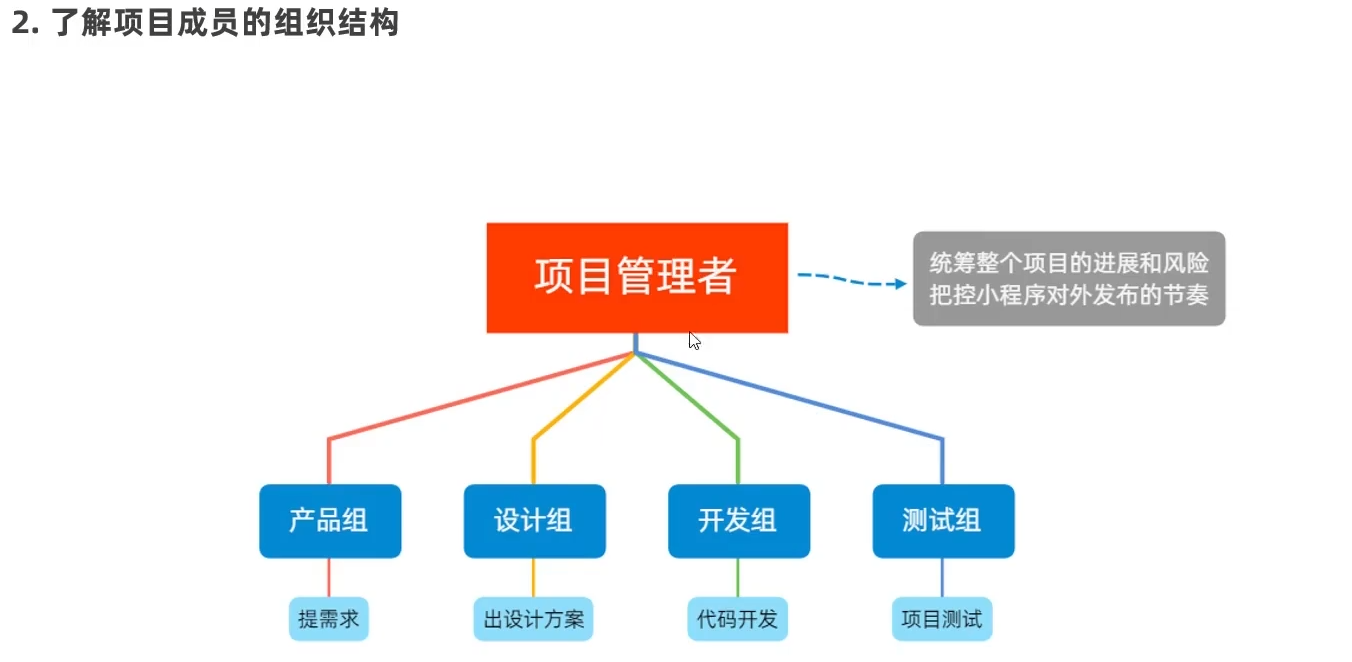 2. 了解项目成员的组织结构
项目管理者
统筹整个项目的进展和风险
把控小程序对外发布的节奏
产品组
设计组
开发组
测试组
提需求
出设计方案
代码开发
项目测试